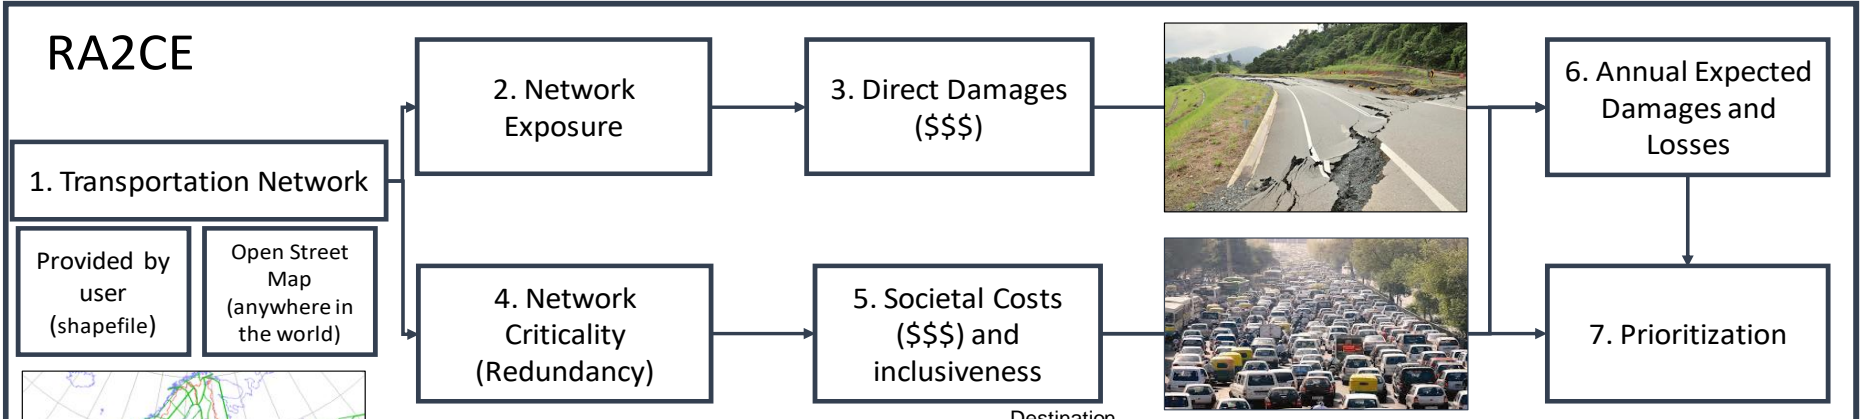 RA2CE
1. Transportation Network
Provided by
user
(shapefile)
Open Street
Map
(anywhere in
the world)
2. Network
Exposure
3. Direct Damages
($$$)
4. Network
Criticality
(Redundancy)
5. Societal Costs
($$$) and
inclusiveness
6. Annual Expected
Damages and
Losses
7. Prioritization
Destination